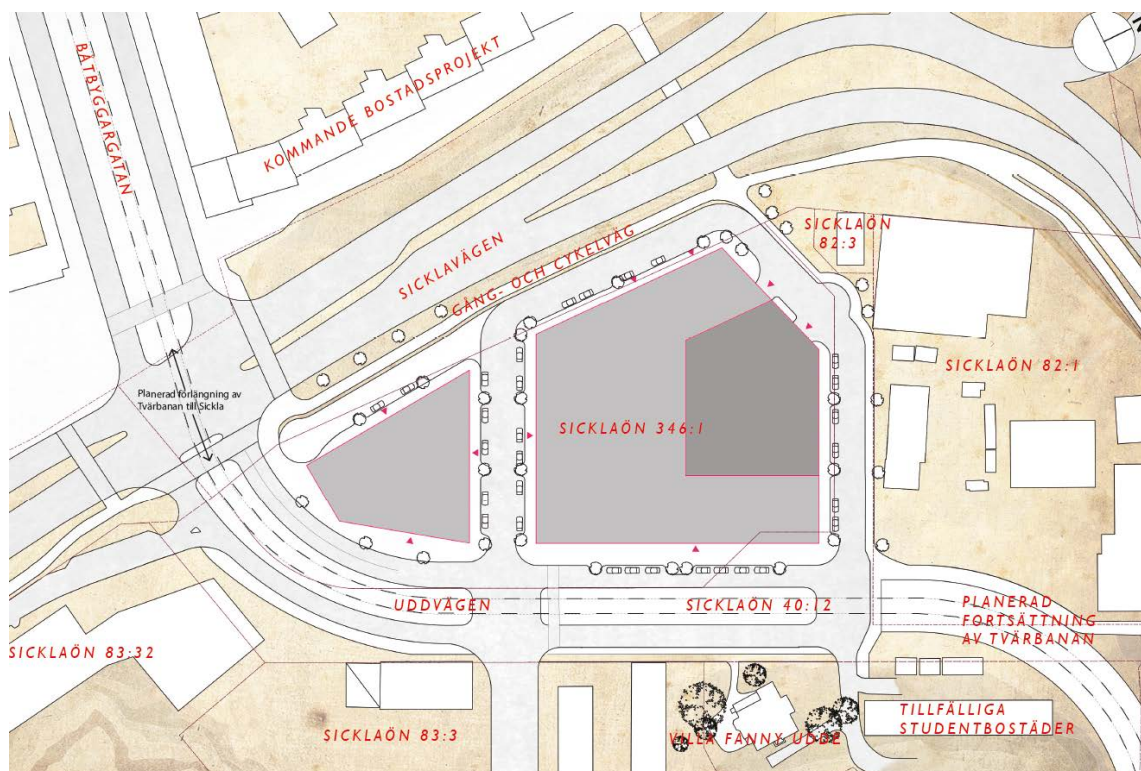 BÅTBYGGARGATAN
KOMMANDE BOSTADSPROJEKT
SICKLAVÄGEN
GÅNG- OCH CYKELVÄG
SICKLAÖN
82:3
SICKLAÖN 82:1
Planerad förlängning av
Tvärbanan till Sickla
SICKLAÖN 346:1
UDDVÄGEN
SICKLAÖN 40:12
PLANERAD
FORTSÄTTNING
AV TVÄRBANAN
SICKLAÖN 83:32
SICKLAÖN 83:3
VILLA FANNY UDDE
TILLFÄLLIGA
STUDENTBOSTÄDER